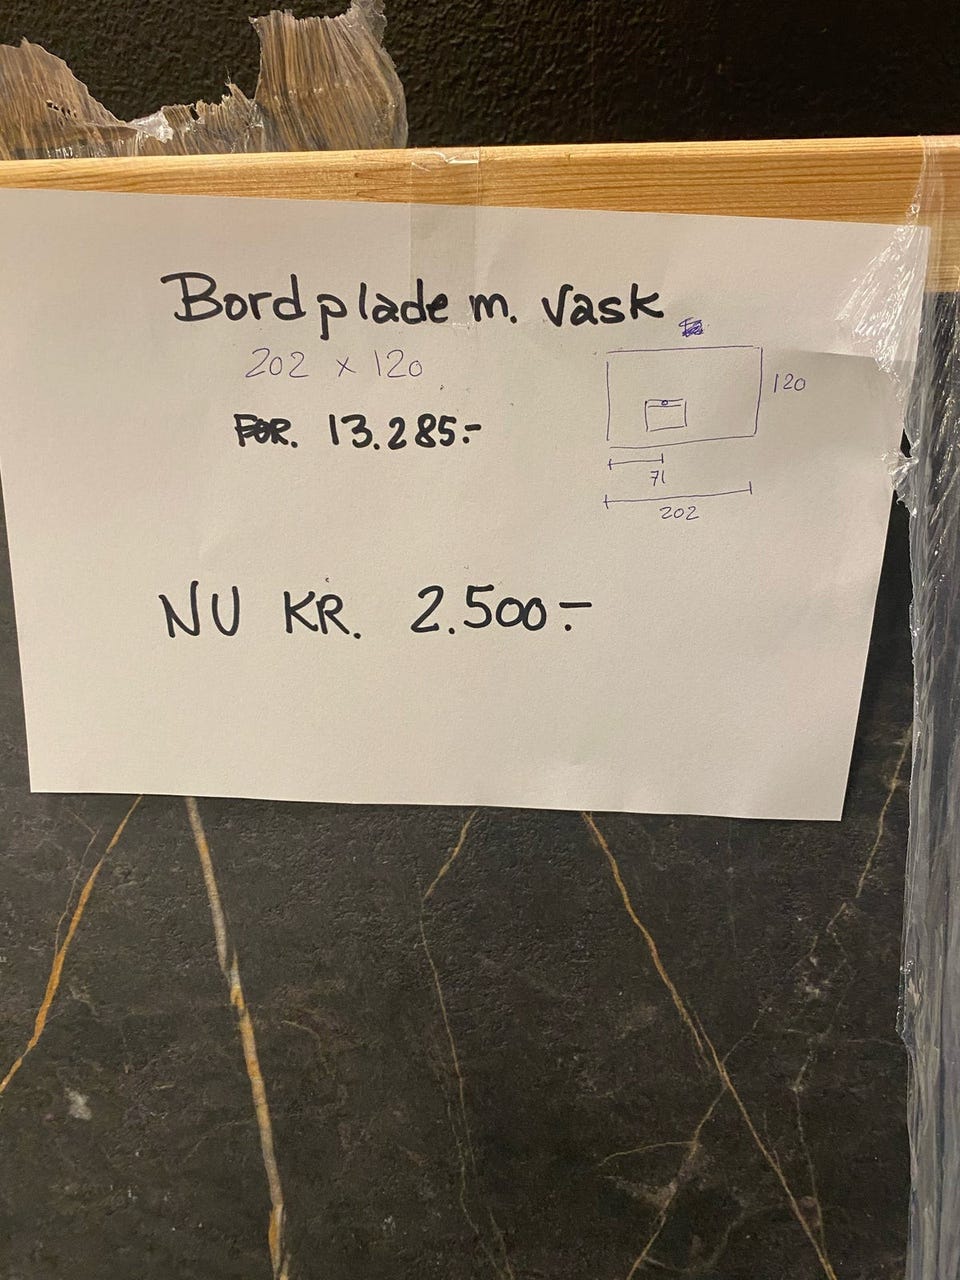 Bordplade m. vask
202 x 120
FØR. 13.285.-
120
71
202
NU KR. 2.500.-